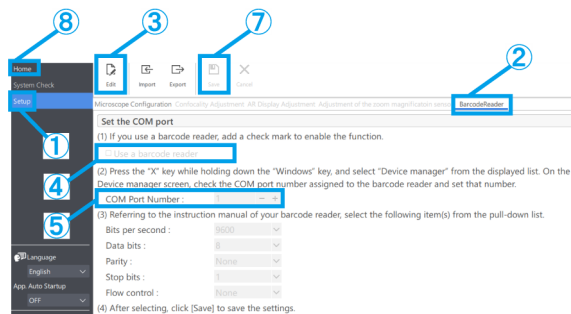 ⑧
③
⑦
②
Home
System Check
Setup
Edit Import Export Save Cancel
Microscope Configuration Confocality Adjustment AR Display Adjustment Adjustment of the zoom magnification sensor BarcodeReader
①
④
⑤
Set the COM port
(1) If you use a barcode reader, add a check mark to enable the function.
Use a barcode reader
(2) Press the "X" key while holding down the "Windows" key, and select "Device manager" from the displayed list. On the
Device manager screen, check the COM port number assigned to the barcode reader and set that number.
COM Port Number : 1 - +
(3) Referring to the instruction manual of your barcode reader, select the following item(s) from the pull-down list.
Bits per second : 9600
Data bits : 8
Parity : None
Stop bits : 1
Flow control : None
(4) After selecting, click [Save] to save the settings.
Language
English
App. Auto Startup
OFF